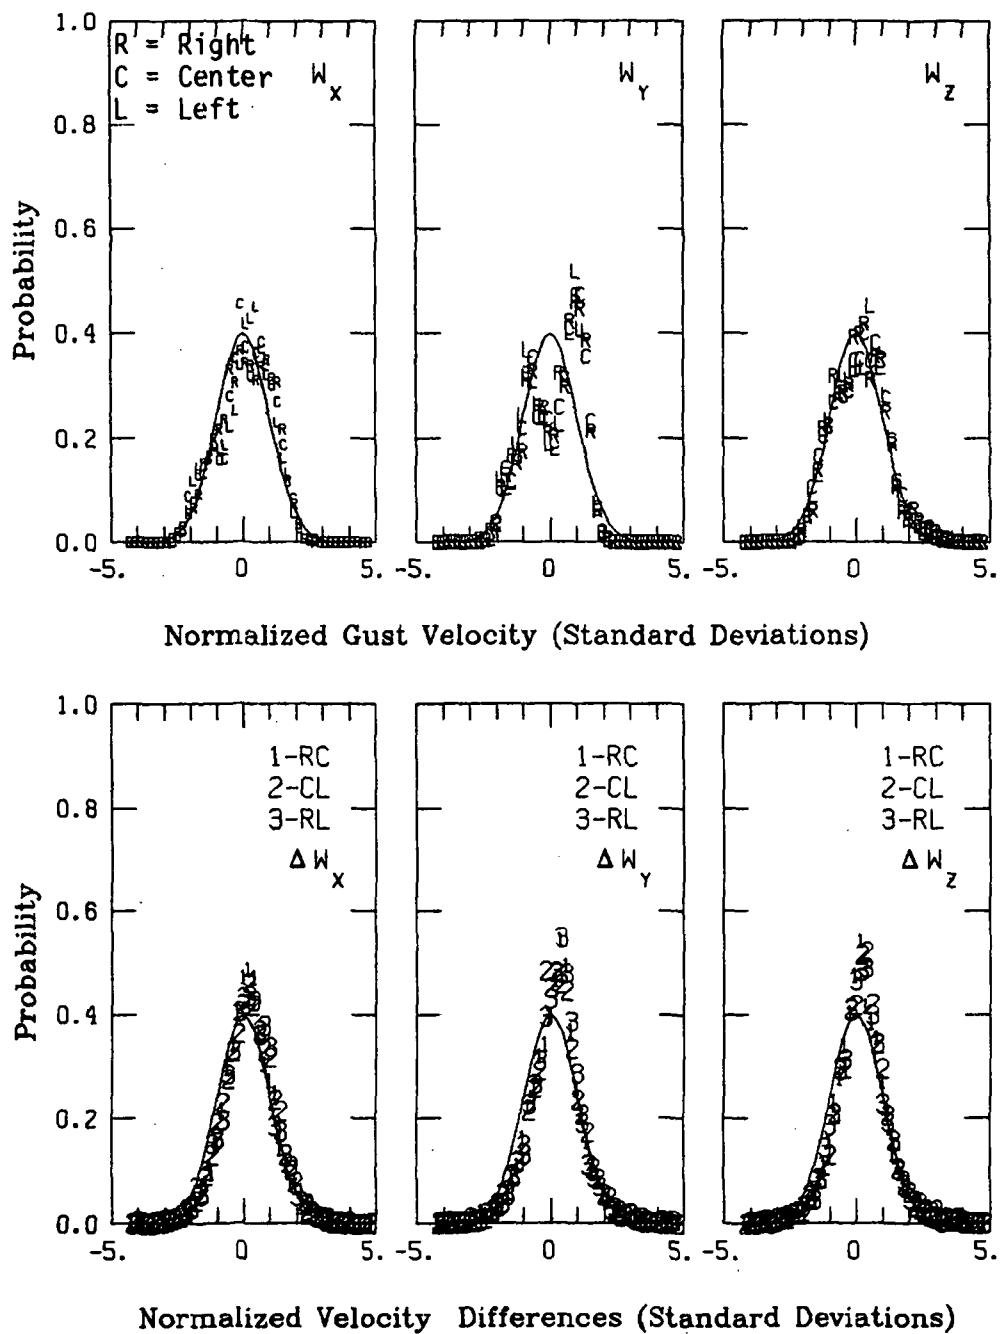 1.0
R = Right
C = Center
L = Left
W X
W Y
W Z
0.8
0.6
0.4
0.2
0.0
Probability
-5. 0 5. -5. 0 5. -5. 0 5.
Normalized Gust Velocity (Standard Deviations)
1.0
1-RC 1-RC 1-RC
2-CL 2-CL 2-CL
3-RL 3-RL 3-RL
Δ W X Δ W Y Δ W Z
0.8
0.6
0.4
0.2
0.0
Probability
-5. 0 5. -5. 0 5. -5. 0 5.
Normalized Velocity Differences (Standard Deviations)